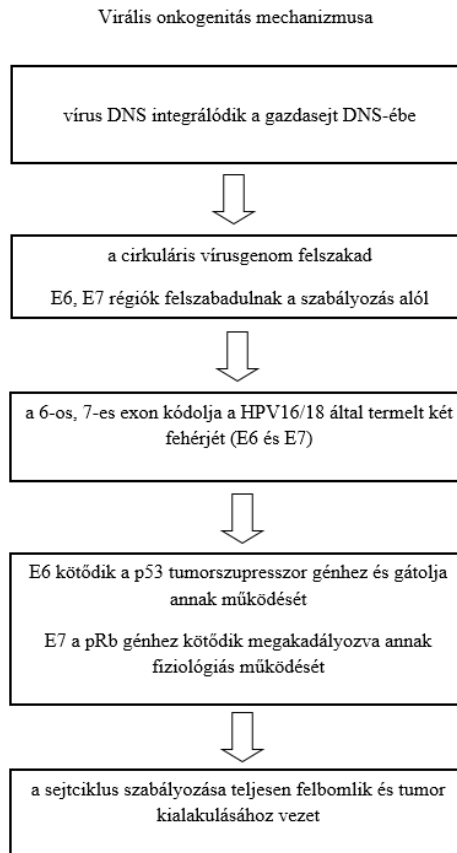 Virális onkogenitás mechanizmusa
vírus DNS integrálódik a gazdasejt DNS-ébe
a cirkuláris vírusgenom felszakad
E6, E7 régiók felszabadulnak a szabályozás alól
a 6-os, 7-es exon kódolja a HPV16/18 által termelt két
fehérjét (E6 és E7)
E6 kötődik a p53 tumorszupresszor génhez és gátolja
annak működését
E7 a pRb génhez kötődik megakadályozva annak
fiziológiás működését
a sejtciklus szabályozása teljesen felbomlik és tumor
kialakulásához vezet